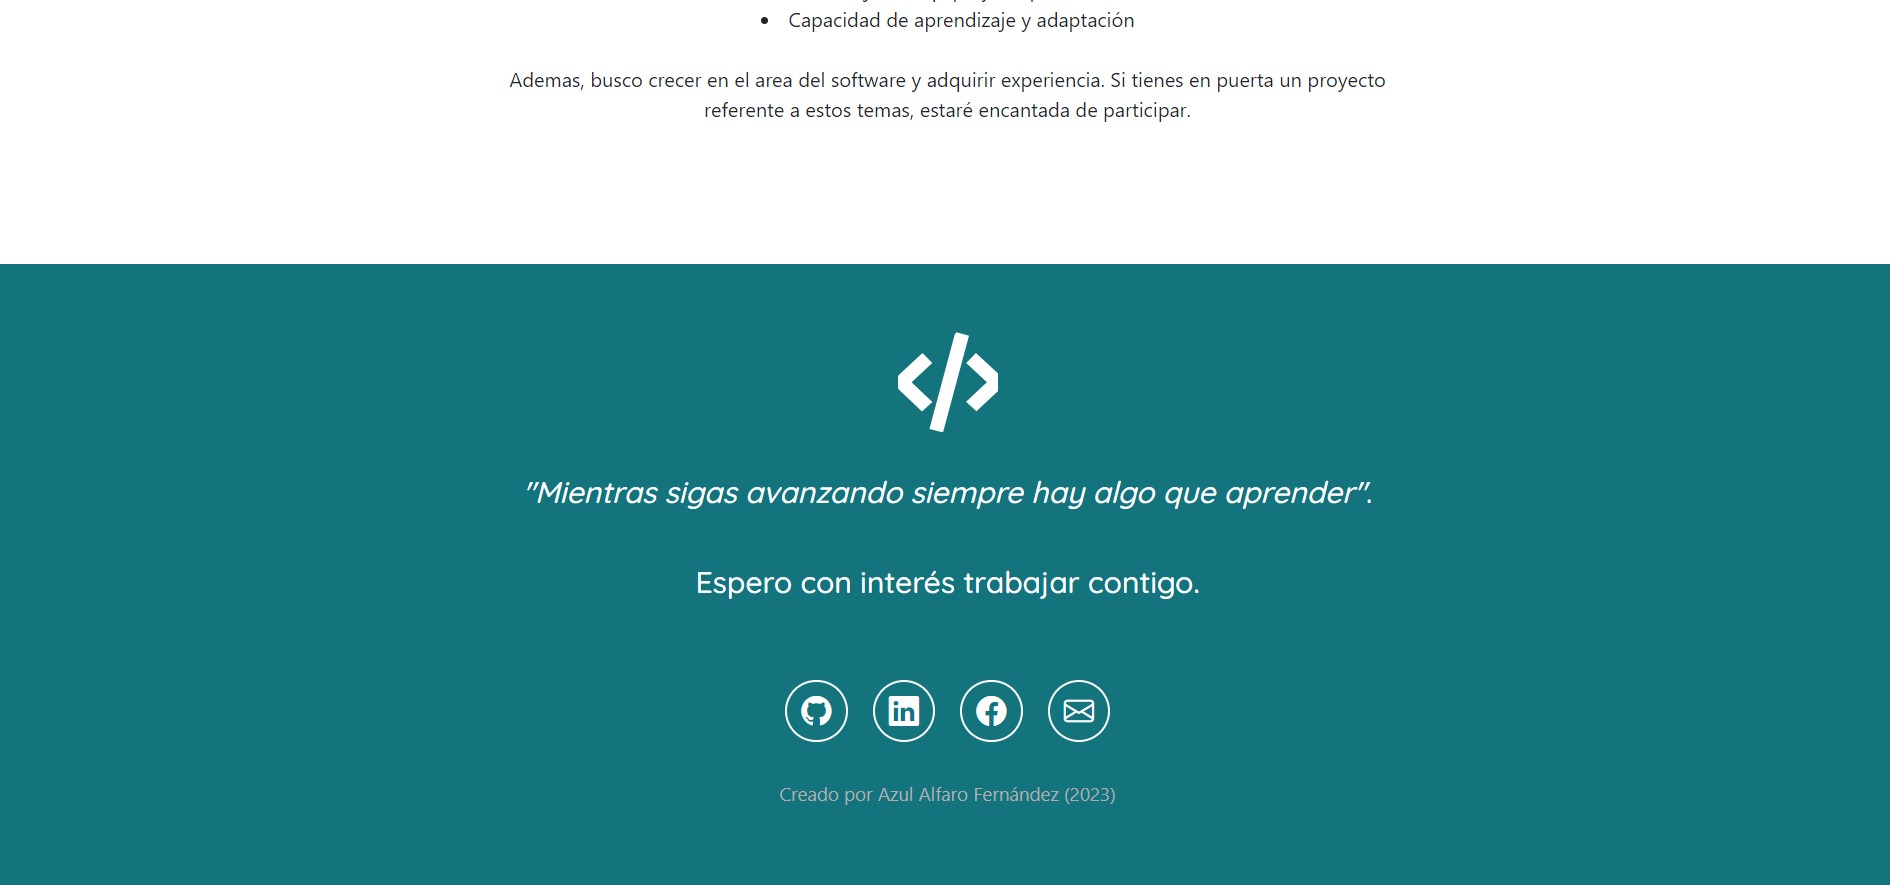 Capacidad de aprendizaje y adaptación
Ademas, busco crecer en el area del software y adquirir experiencia. Si tienes en puerta un proyecto
referente a estos temas, estaré encantada de participar.
"Mientras sigas avanzando siempre hay algo que aprender".
Espero con interés trabajar contigo.
Creado por Azul Alfaro Fernández (2023)